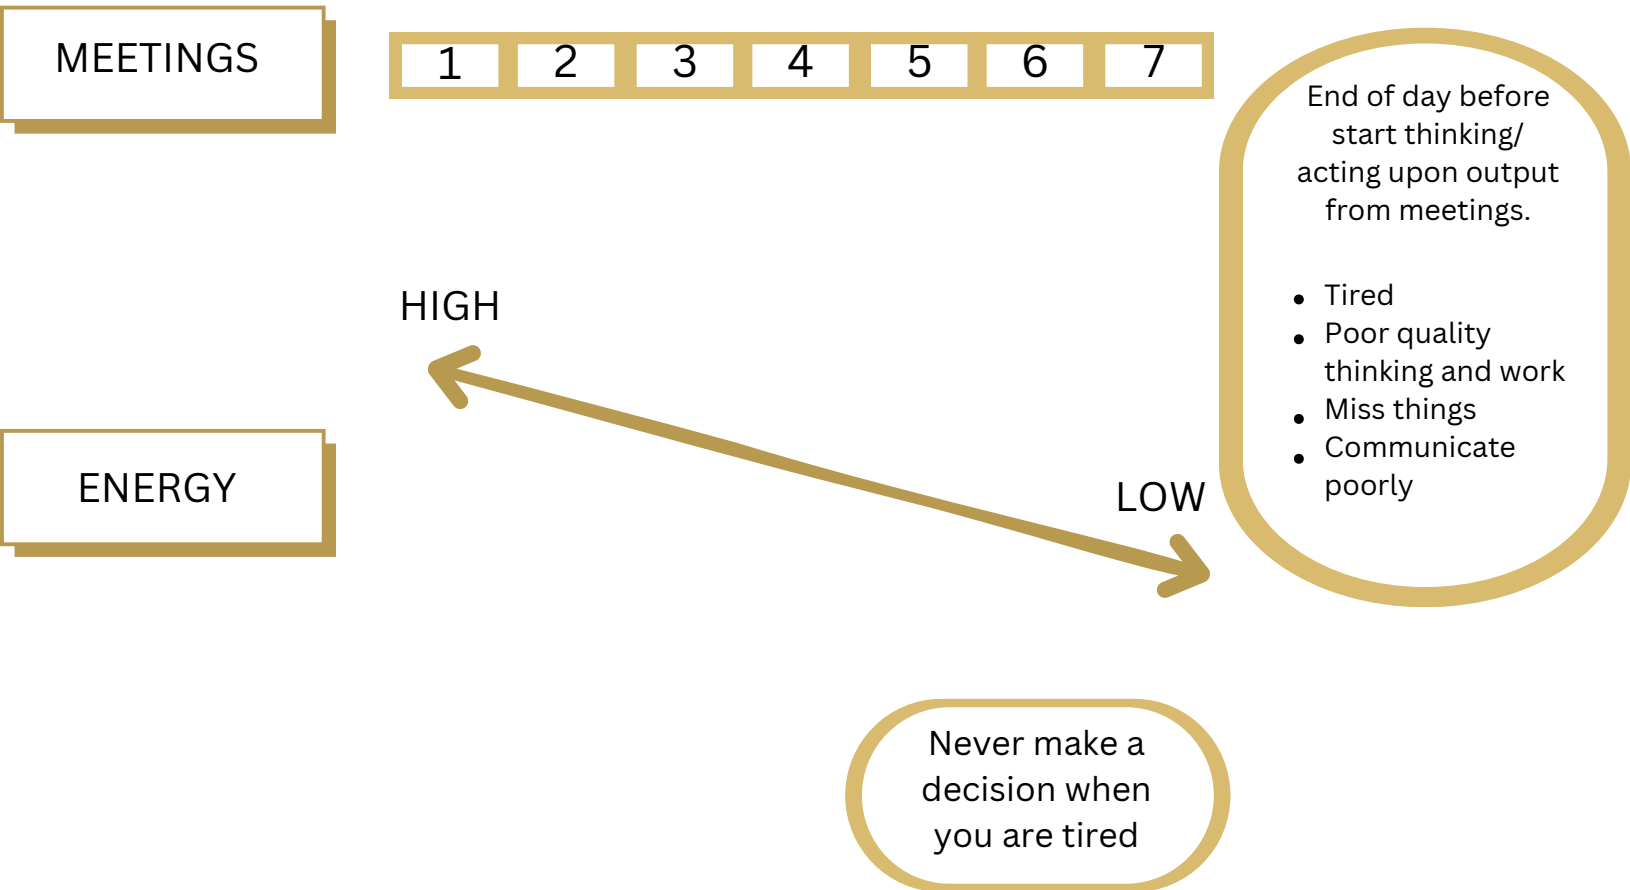 MEETINGS
1 2 3 4 5 6 7
End of day before
start thinking/
acting upon output
from meetings.
• Tired
• Poor quality
thinking and work
• Miss things
• Communicate
poorly
HIGH
LOW
ENERGY
Never make a
decision when
you are tired